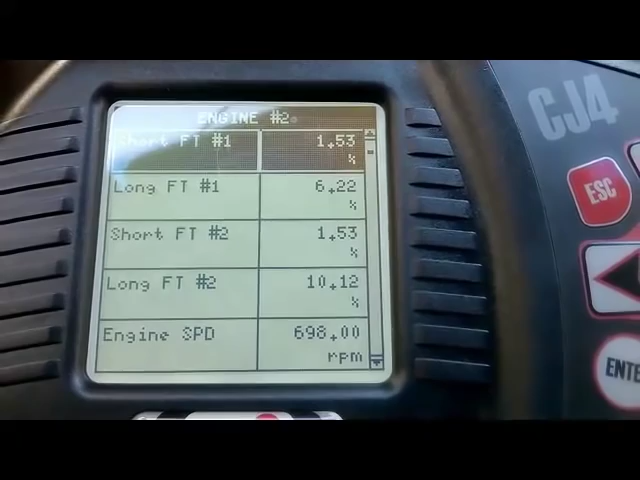 ENGINE #2
Short FT #1 1.53
%
Long FT #1 6.22
%
Short FT #2 1.53
%
Long FT #2 10.12
%
Engine SPD 698.00
rpm
CJ4
ESC
ENTE